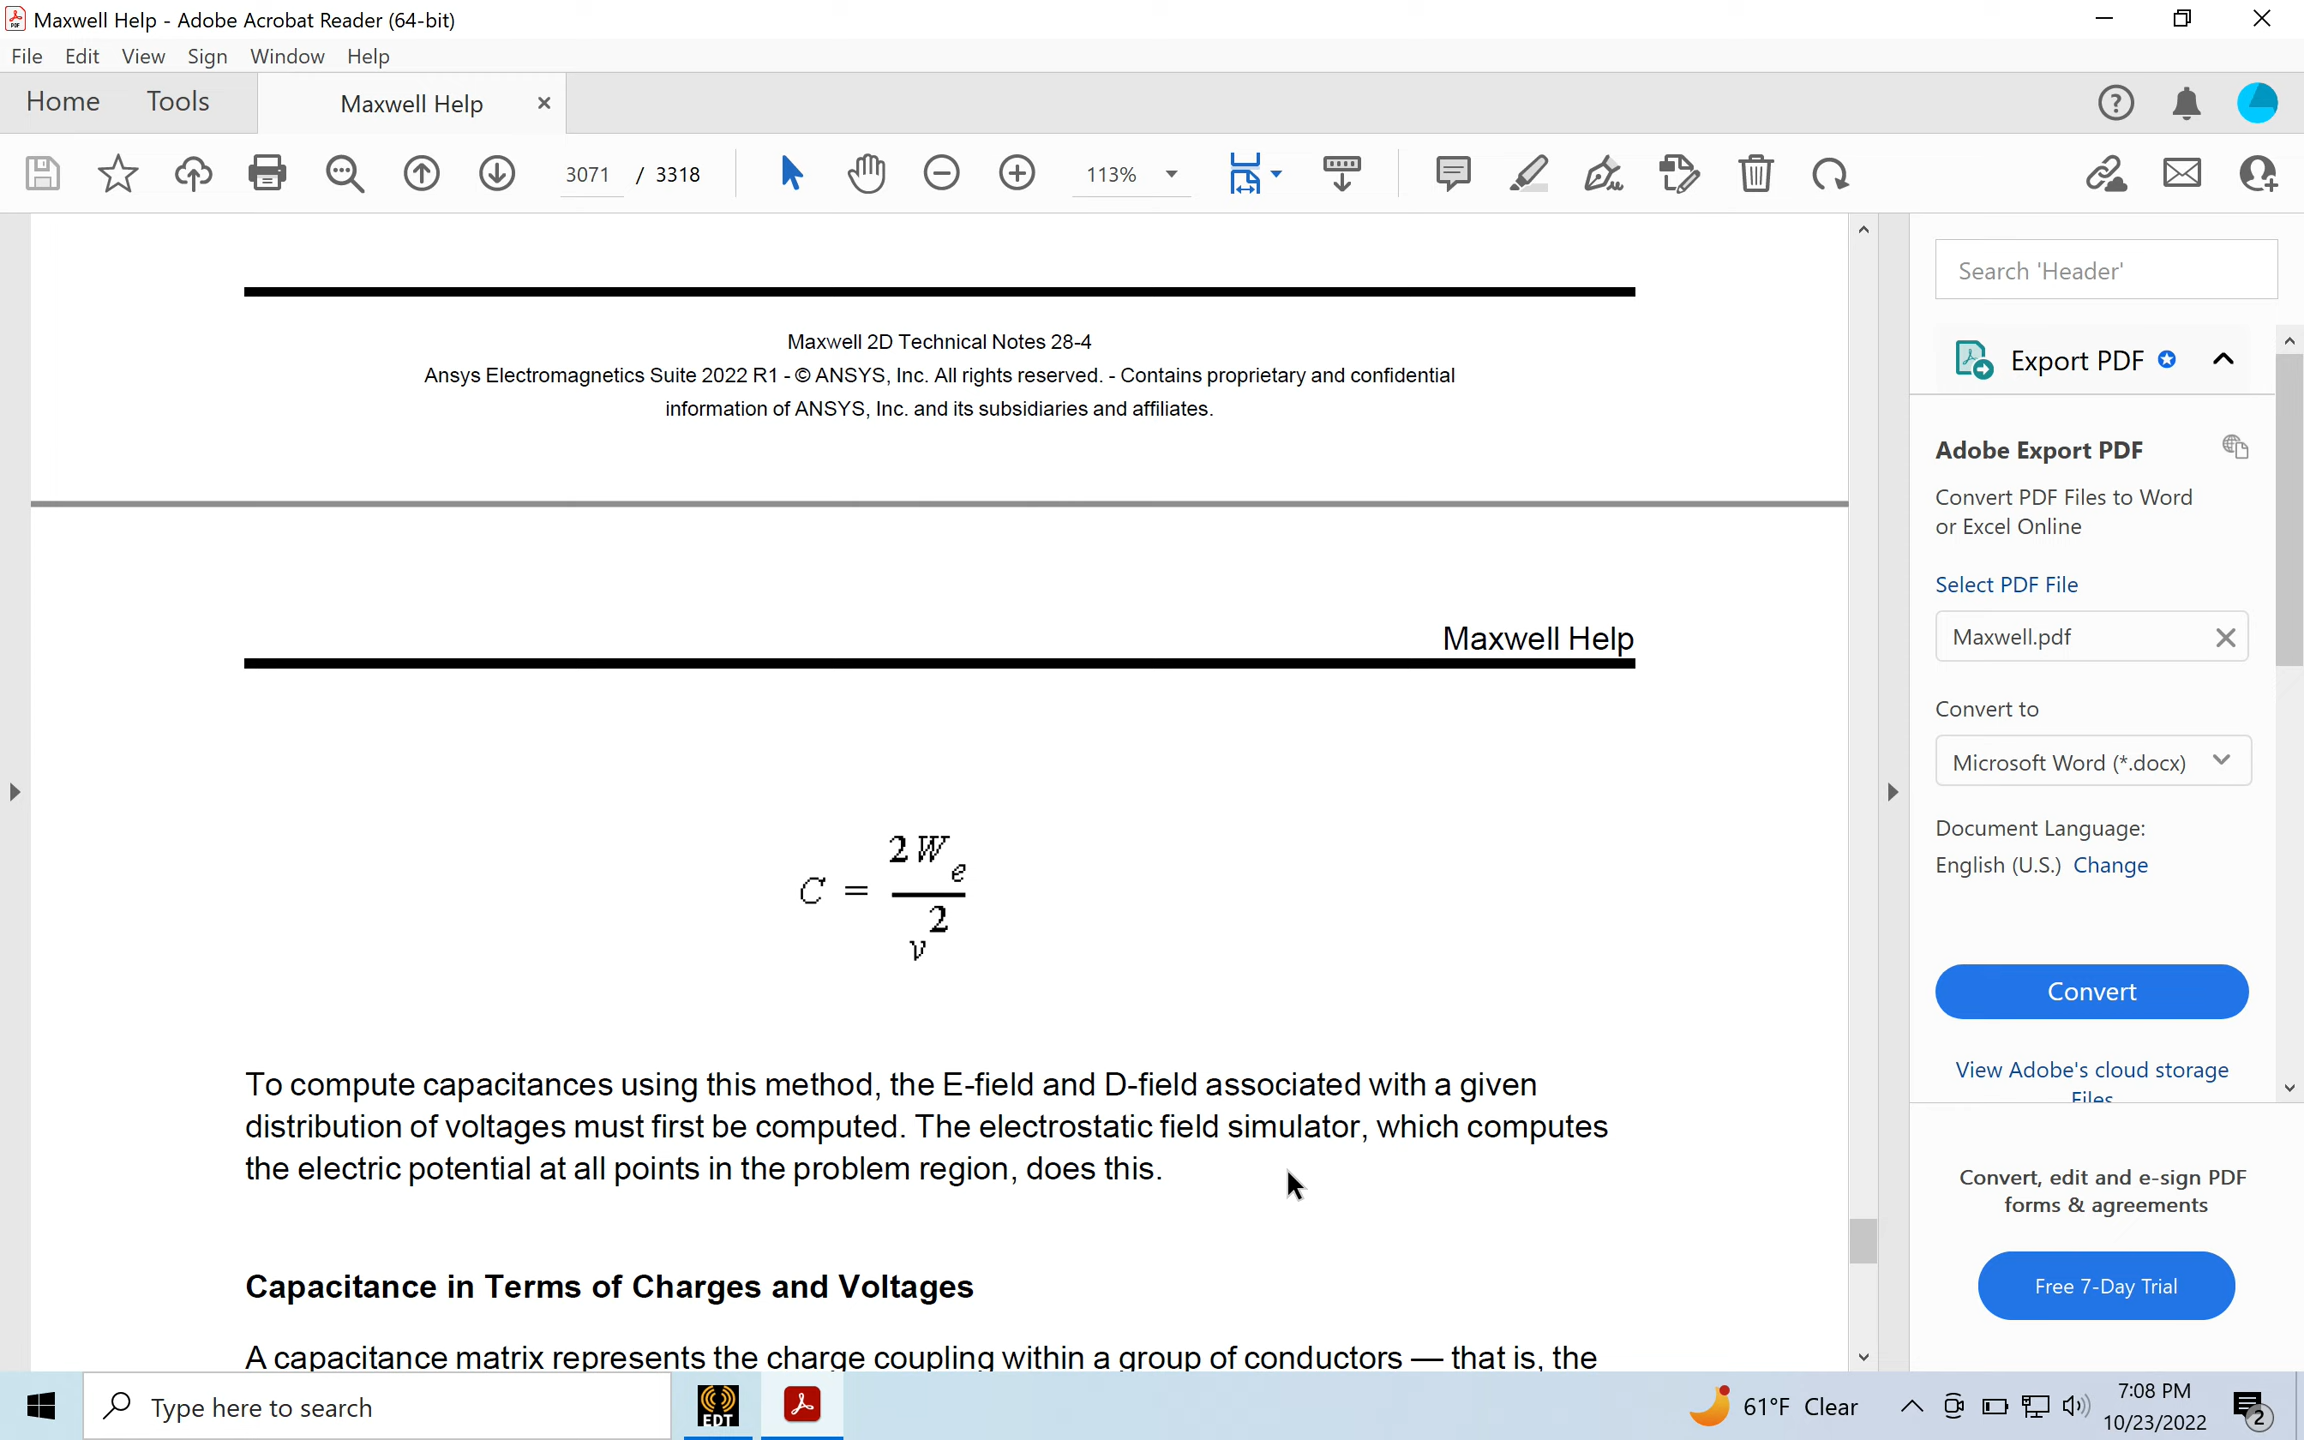 Maxwell Help - Adobe Acrobat Reader (64-bit)
File Edit View Sign Window Help
Home Tools Maxwell Help
3071 / 3318 113%
Maxwell 2D Technical Notes 28-4
Ansys Electromagnetics Suite 2022 R1 - © ANSYS, Inc. All rights reserved. - Contains proprietary and confidential
information of ANSYS, Inc. and its subsidiaries and affiliates.
Maxwell Help
C = 2 W e / v 2
To compute capacitances using this method, the E-field and D-field associated with a given
distribution of voltages must first be computed. The electrostatic field simulator, which computes
the electric potential at all points in the problem region, does this.
Capacitance in Terms of Charges and Voltages
A capacitance matrix represents the charge coupling within a group of conductors — that is, the
Search 'Header'
Export PDF
Adobe Export PDF
Convert PDF Files to Word
or Excel Online
Select PDF File
Maxwell.pdf
Convert to
Microsoft Word (*.docx)
Document Language:
English (U.S.) Change
Convert
View Adobe's cloud storage
Files
Convert, edit and e-sign PDF
forms & agreements
Free 7-Day Trial
Type here to search
EDT
61°F Clear
7:08 PM
10/23/2022
2